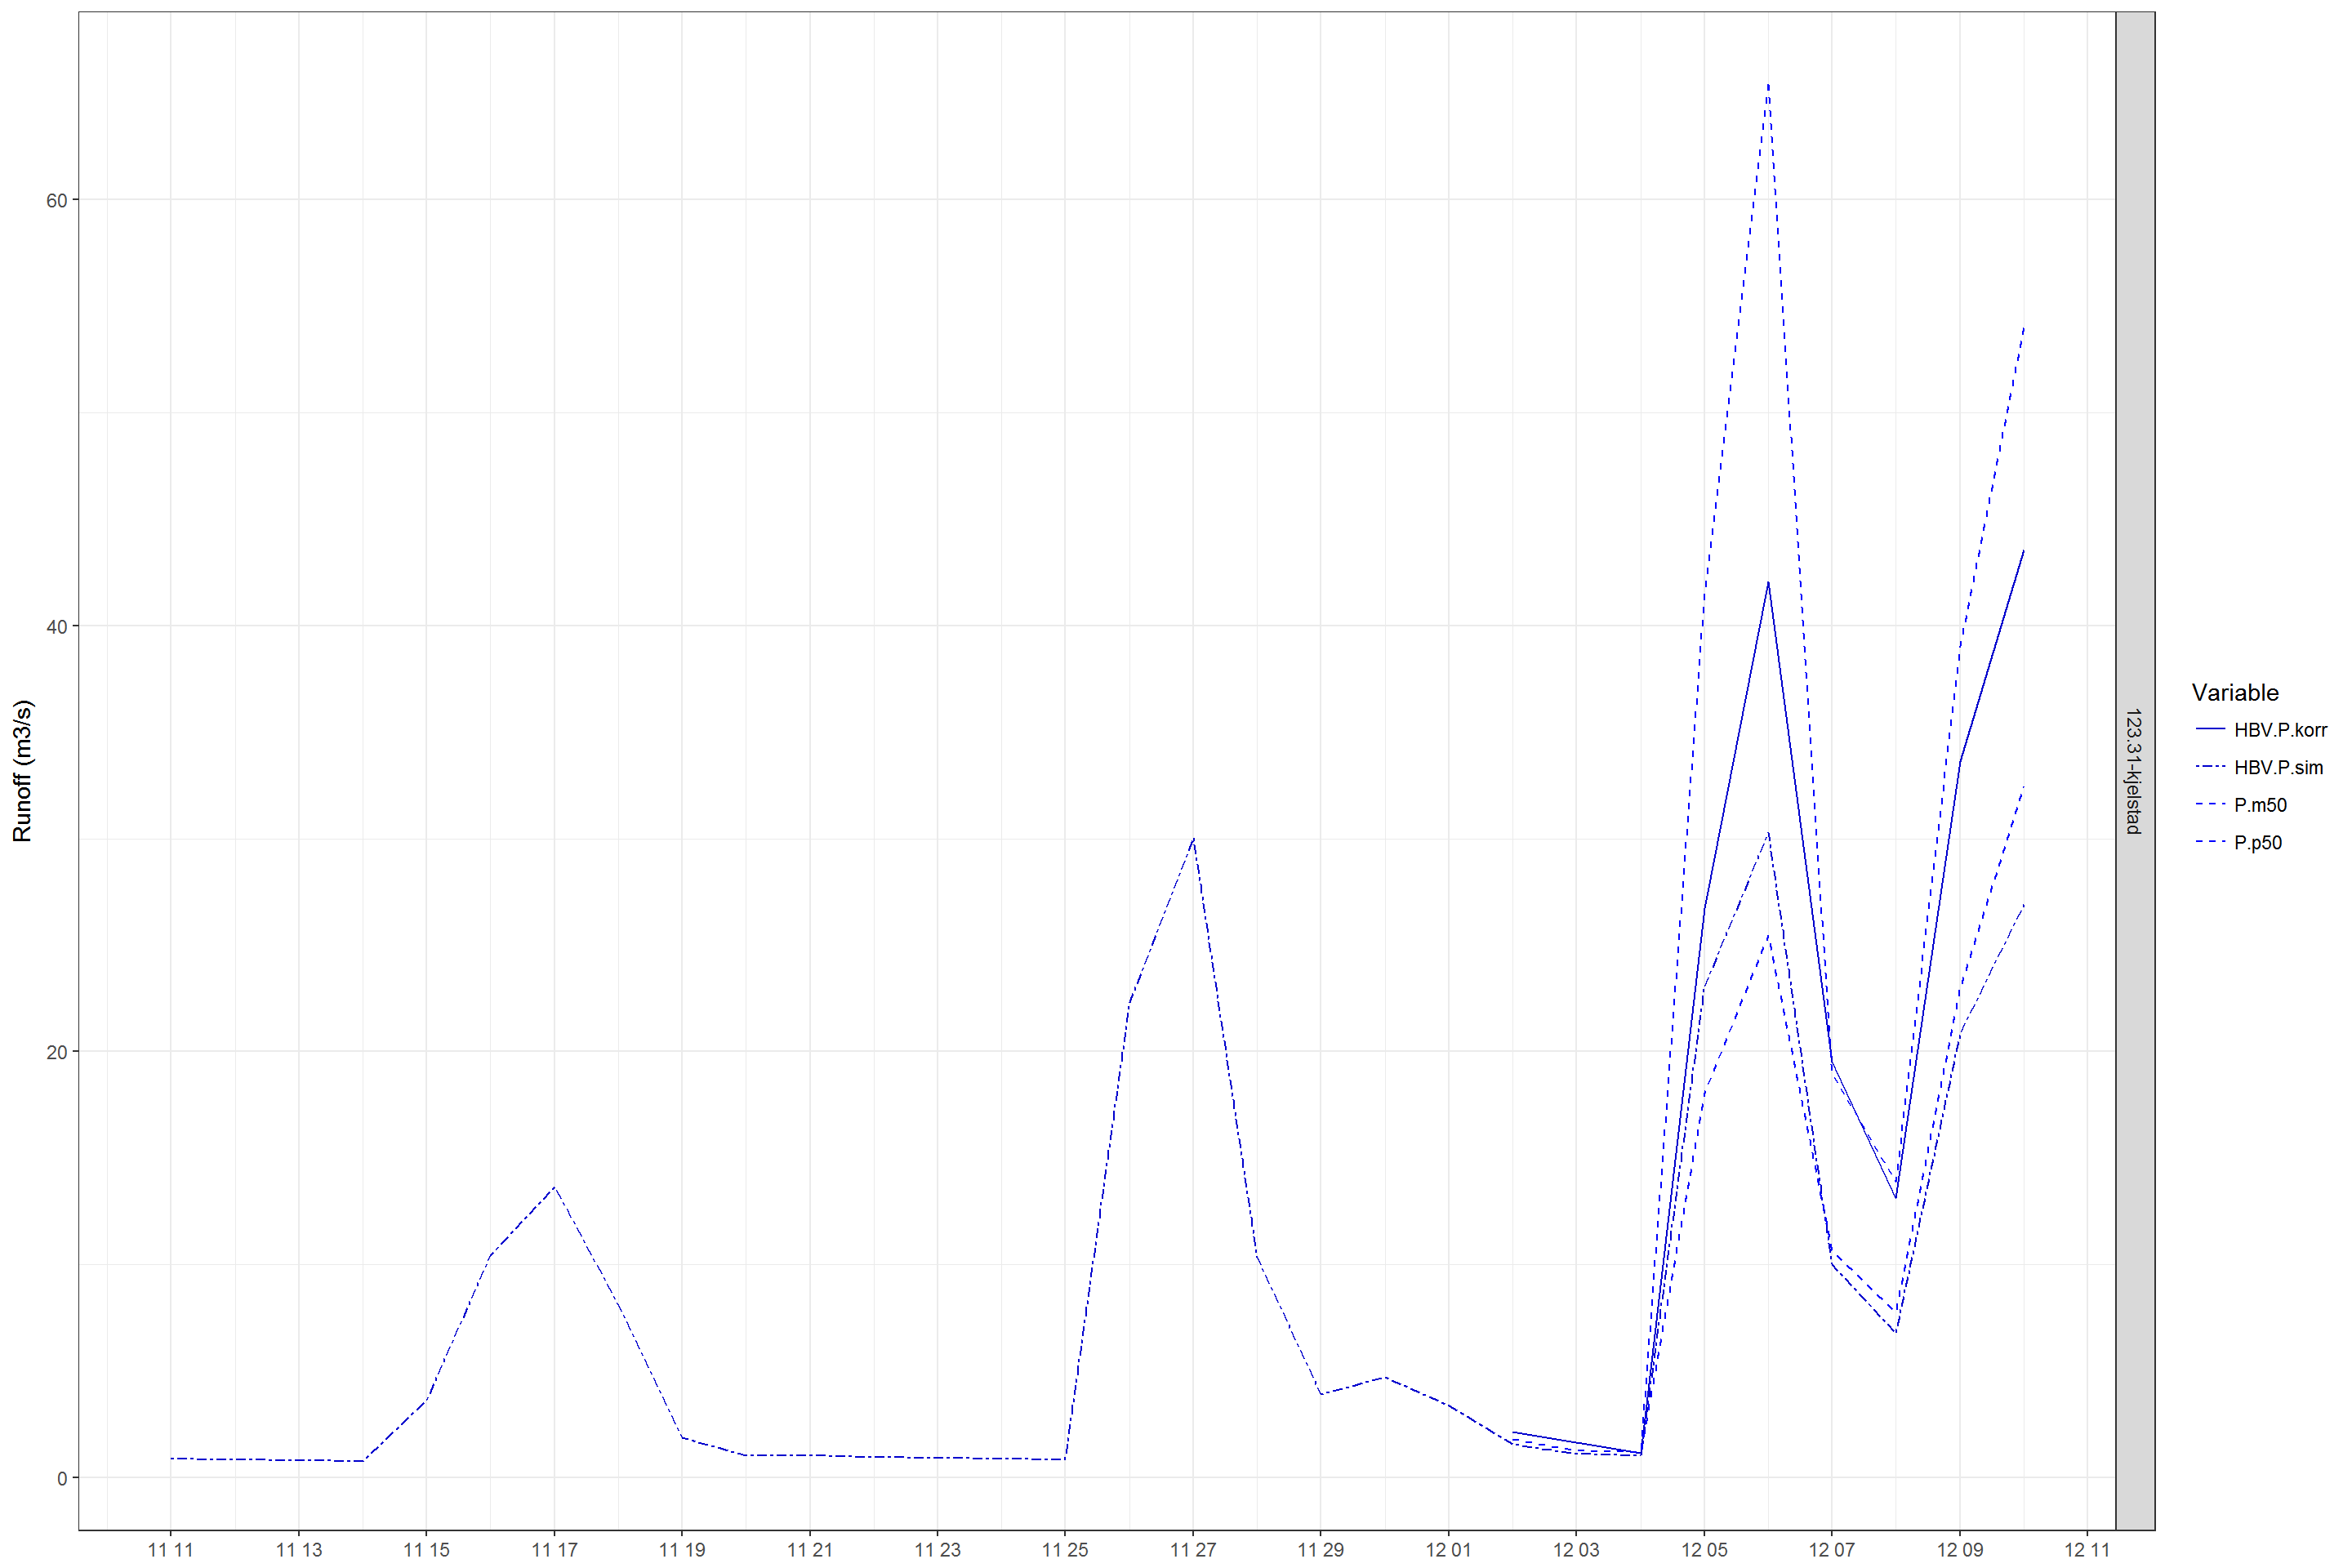 Runoff (m3/s)
60
40
20
0
11 11
11 13
11 15
11 17
11 19
11 21
11 23
11 25
11 27
11 29
12 01
12 03
12 05
12 07
12 09
12 11
123.31-kjelstad
Variable
HBV.P.korr
HBV.P.sim
P.m50
P.p50